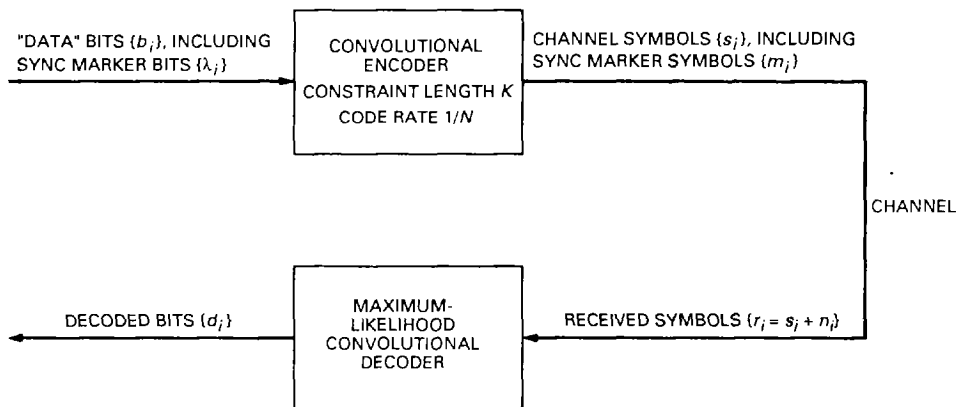 "DATA" BITS {bᵢ}, INCLUDING
SYNC MARKER BITS {λᵢ}
CONVOLUTIONAL
ENCODER
CONSTRAINT LENGTH K
CODE RATE 1/N
CHANNEL SYMBOLS {sᵢ}, INCLUDING
SYNC MARKER SYMBOLS {mᵢ}
CHANNEL
DECODED BITS {dᵢ}
MAXIMUM-
LIKELIHOOD
CONVOLUTIONAL
DECODER
RECEIVED SYMBOLS {rᵢ = sᵢ + nᵢ}